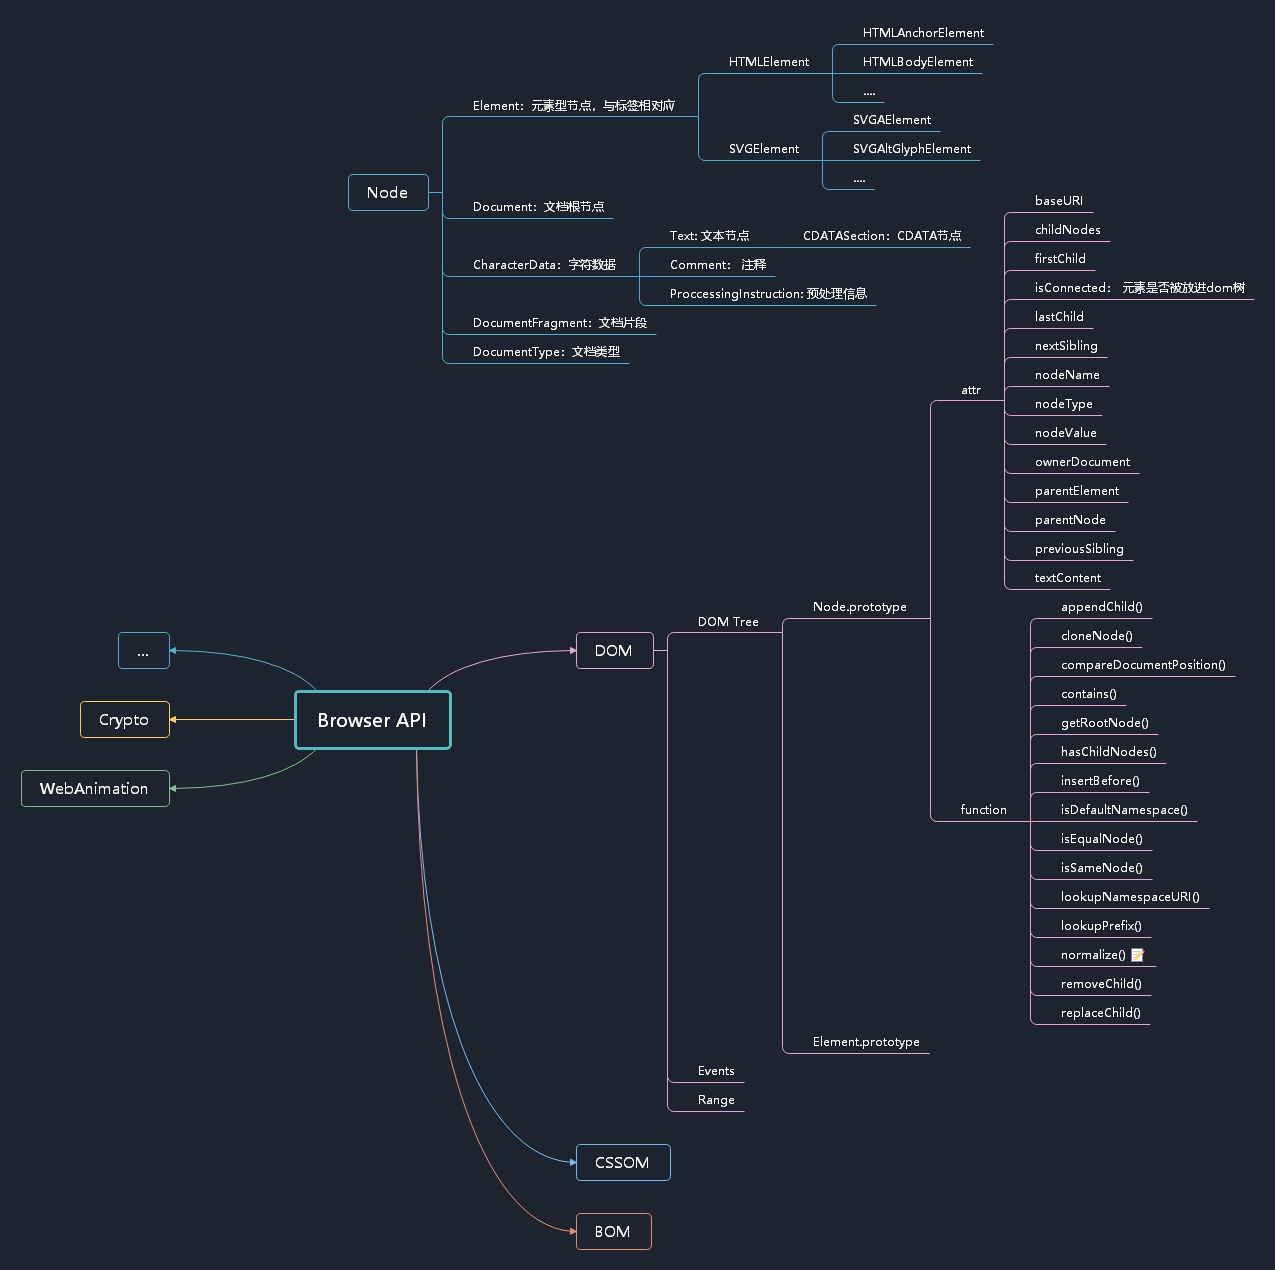 HTMLAnchorElement
HTMLElement
HTMLBodyElement
....
Element：元素型节点，与标签相对应
SVGAElement
SVGElement
SVGAltGlyphElement
....
Node
Document：文档根节点
Text: 文本节点
CDATASection：CDATA节点
CharacterData：字符数据
Comment： 注释
ProccessingInstruction: 预处理信息
DocumentFragment：文档片段
DocumentType：文档类型
baseURI
childNodes
firstChild
isConnected： 元素是否被放进dom树
lastChild
nextSibling
nodeName
attr
nodeType
nodeValue
ownerDocument
parentElement
parentNode
previousSibling
textContent
Node.prototype
appendChild()
DOM Tree
cloneNode()
...
DOM
compareDocumentPosition()
contains()
Crypto
Browser API
getRootNode()
hasChildNodes()
WebAnimation
insertBefore()
function
isDefaultNamespace()
isEqualNode()
isSameNode()
lookupNamespaceURI()
lookupPrefix()
normalize() 📝
removeChild()
replaceChild()
Element.prototype
Events
Range
CSSOM
BOM